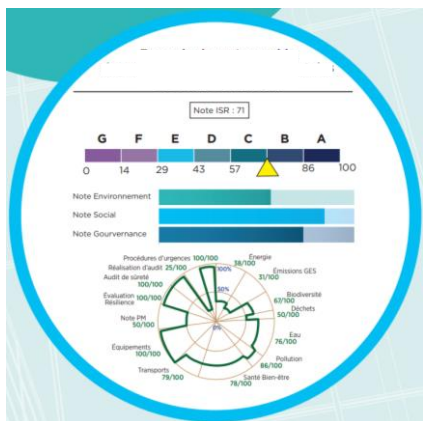 Note ISR : 71
G F E D C B A
0 14 29 43 57 86 100
Note Environnement
Note Social
Note Gourvernance
Procédures d'urgences 100/100
Énergie
38/100
Réalisation d'audit 25/100
100%
Émissions GES
31/100
Audit de sûreté
100/100
50%
Biodiversité
67/100
Évaluation 100/100
Résilience
Déchets
50/100
Note PM
50/100
0%
Eau
76/100
Équipements
100/100
Pollution
86/100
Transports
79/100
Santé Bien-être
78/100